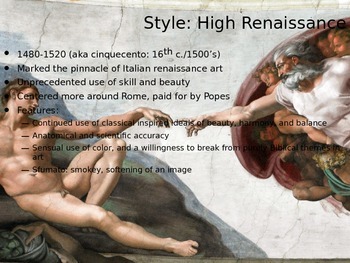 Style: High Renaissance
• 1480-1520 (aka cinquecento: 16th c./1500's)
• Marked the pinnacle of Italian renaissance art
• Unprecedented use of skill and beauty
• Centered more around Rome, paid for by Popes
• Features:
— Continued use of classical inspired ideals of beauty, harmony, and balance
— Anatomical and scientific accuracy
— Sensual use of color, and a willingness to break from purely Biblical themes in
art
— Sfumato: smokey, softening of an image